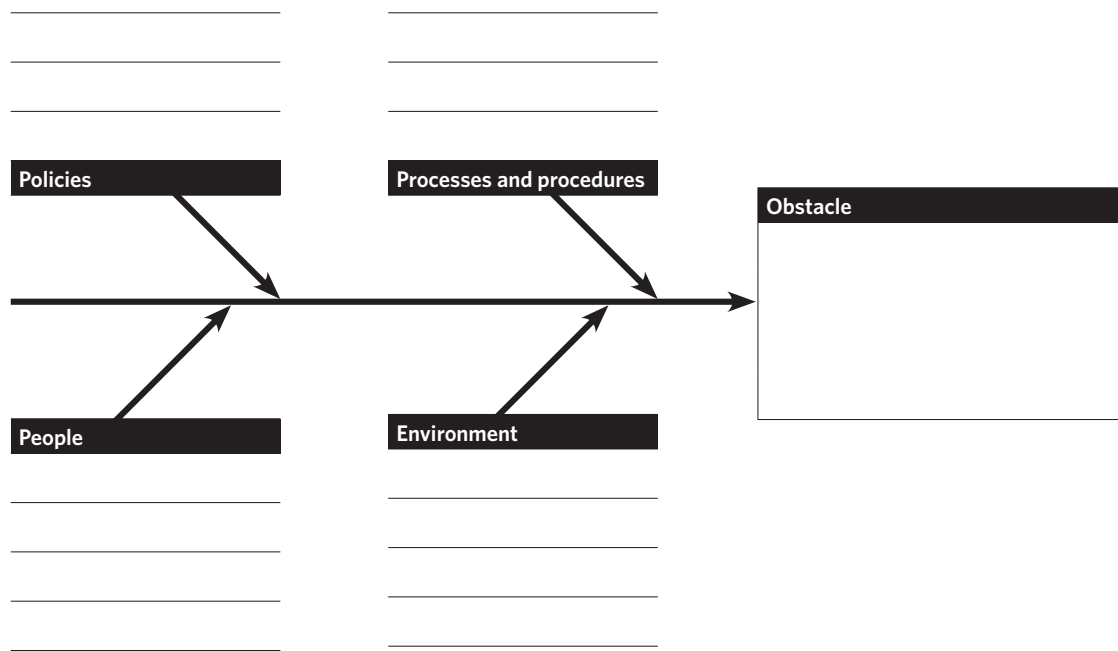 Policies
Processes and procedures
Obstacle
People
Environment